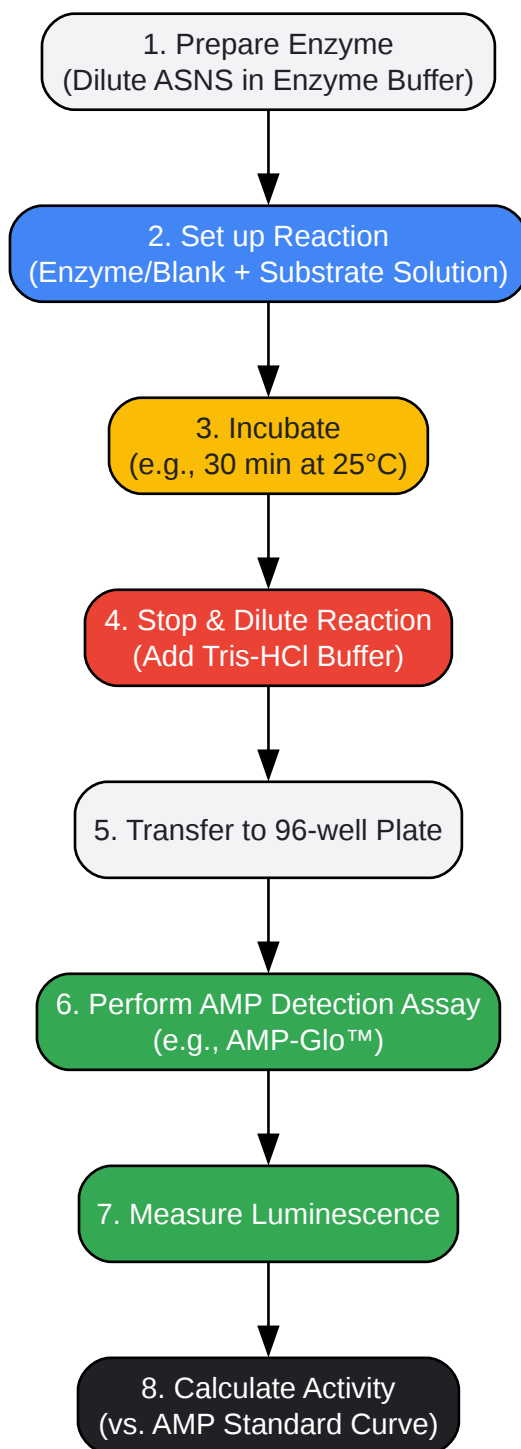 1. Prepare Enzyme
(Dilute ASNS in Enzyme Buffer)
2. Set up Reaction
(Enzyme/Blank + Substrate Solution)
3. Incubate
(e.g., 30 min at 25°C)
4. Stop & Dilute Reaction
(Add Tris-HCl Buffer)
5. Transfer to 96-well Plate
6. Perform AMP Detection Assay
(e.g., AMP-Glo™)
7. Measure Luminescence
8. Calculate Activity
(vs. AMP Standard Curve)